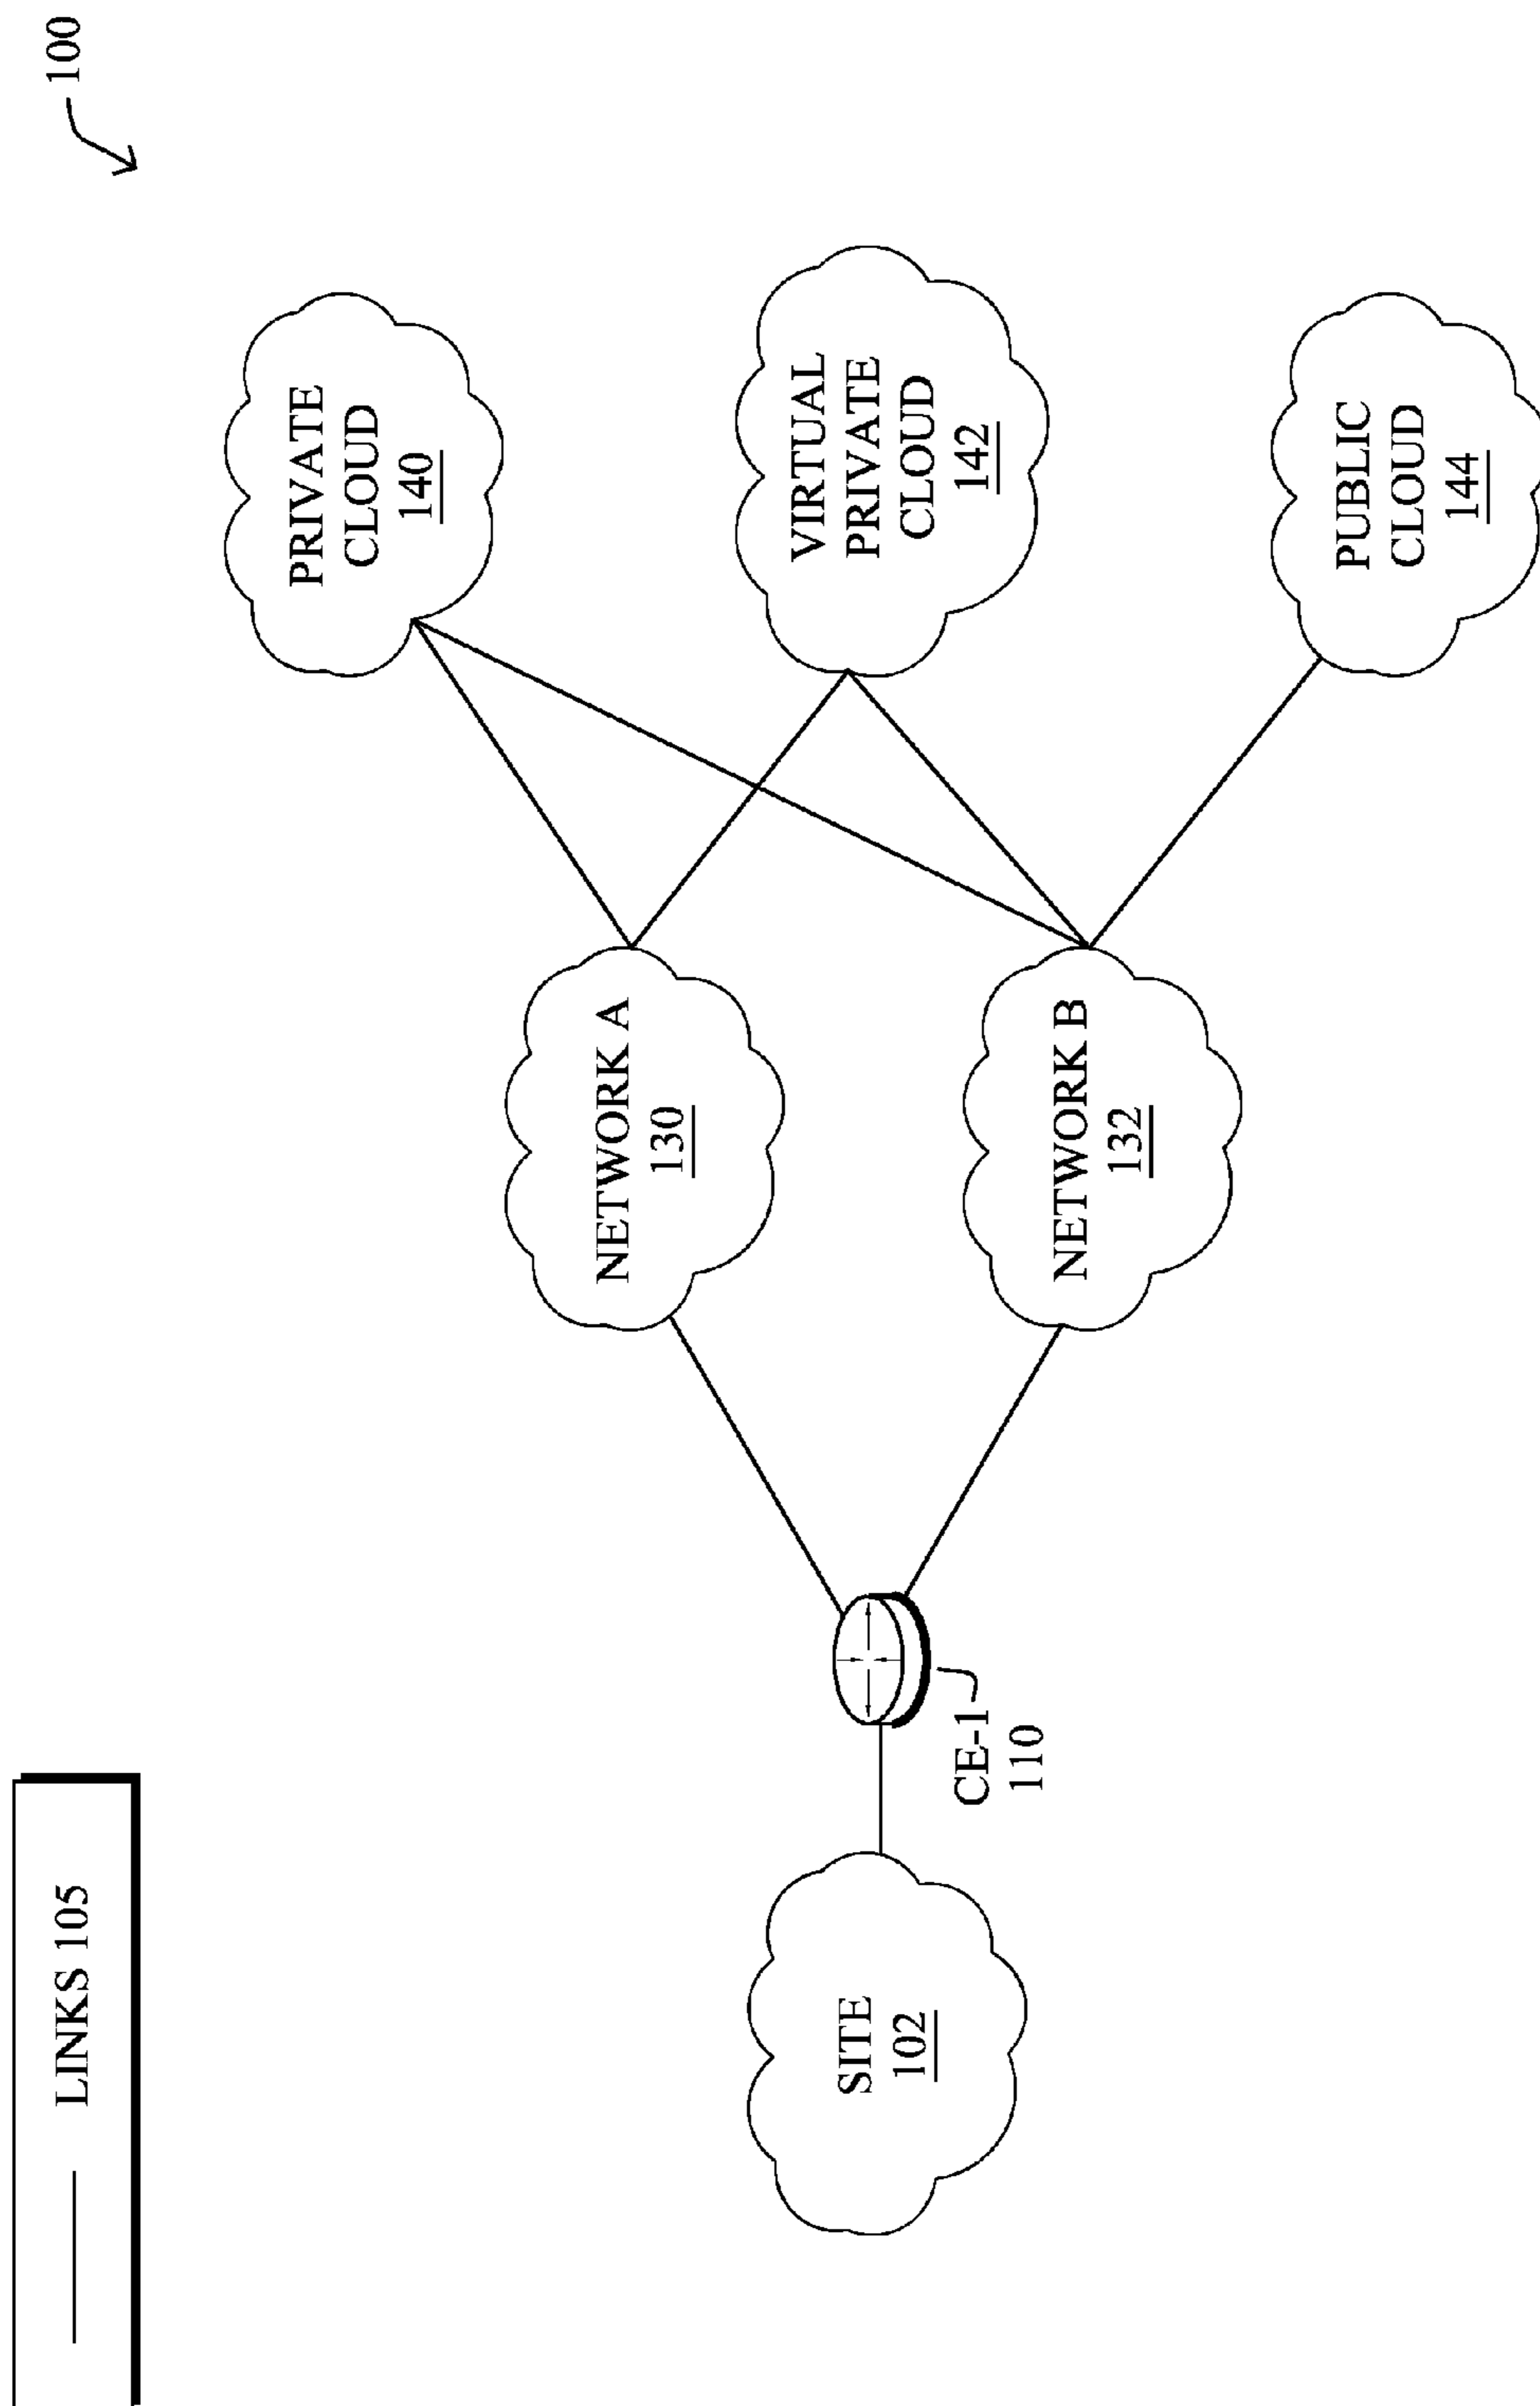 100
LINKS 105
SITE
102
CE-1
110
NETWORK A
130
NETWORK B
132
PRIVATE
CLOUD
140
VIRTUAL
PRIVATE
CLOUD
142
PUBLIC
CLOUD
144